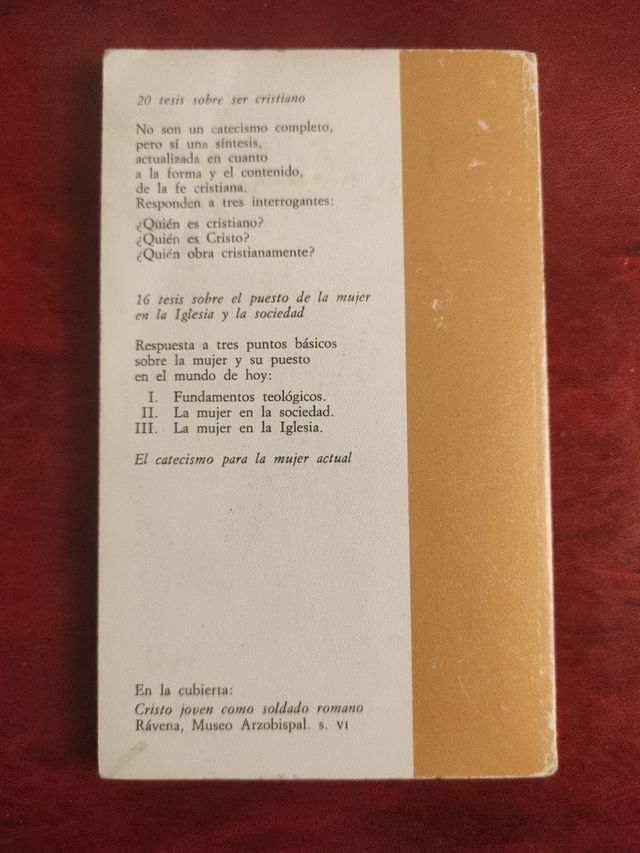 20 tesis sobre ser cristiano
No son un catecismo completo,
pero sí una síntesis,
actualizada en cuanto
a la forma y el contenido,
de la fe cristiana.
Responden a tres interrogantes:
¿Quién es cristiano?
¿Quién es Cristo?
¿Quién obra cristianamente?
16 tesis sobre el puesto de la mujer
en la Iglesia y la sociedad
Respuesta a tres puntos básicos
sobre la mujer y su puesto
en el mundo de hoy:
I. Fundamentos teológicos.
II. La mujer en la sociedad.
III. La mujer en la Iglesia.
El catecismo para la mujer actual
En la cubierta:
Cristo joven como soldado romano
Rávena, Museo Arzobispal. s. VI